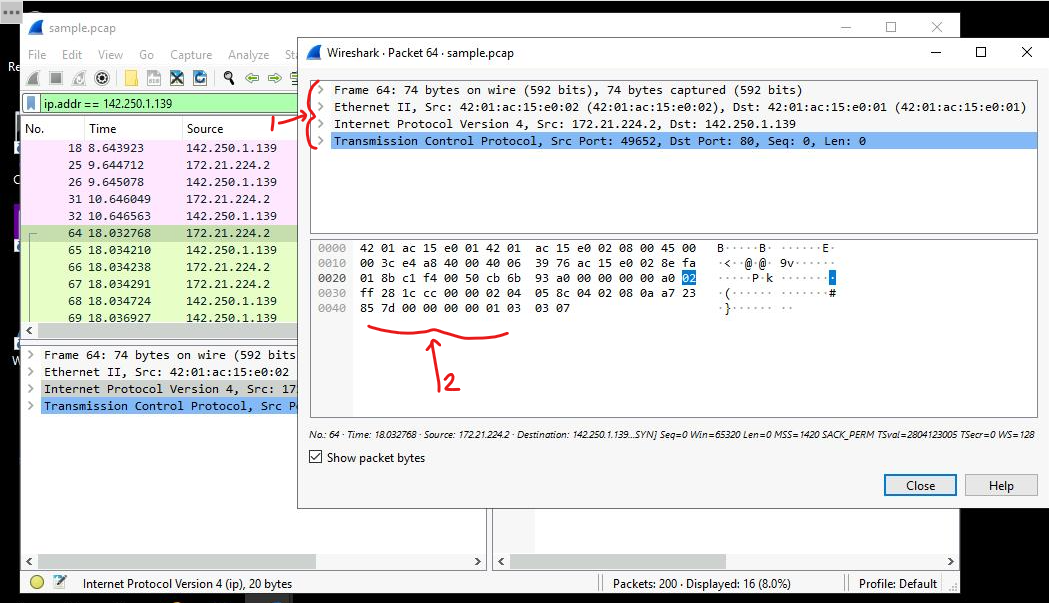 sample.pcap
File Edit View Go Capture Analyze Sta
ip.addr == 142.250.1.139
No. Time Source
18 8.643923 142.250.1.139
25 9.644712 172.21.224.2
26 9.645078 142.250.1.139
31 10.646049 172.21.224.2
32 10.646563 142.250.1.139
64 18.032768 172.21.224.2
65 18.034210 142.250.1.139
66 18.034238 172.21.224.2
67 18.034291 172.21.224.2
68 18.034724 142.250.1.139
69 18.036927 142.250.1.139
Frame 64: 74 bytes on wire (592 bits
Ethernet II, Src: 42:01:ac:15:e0:02
Internet Protocol Version 4, Src: 17
Transmission Control Protocol, Src Po
Wireshark · Packet 64 · sample.pcap
1
Frame 64: 74 bytes on wire (592 bits), 74 bytes captured (592 bits)
Ethernet II, Src: 42:01:ac:15:e0:02 (42:01:ac:15:e0:02), Dst: 42:01:ac:15:e0:01 (42:01:ac:15:e0:01)
Internet Protocol Version 4, Src: 172.21.224.2, Dst: 142.250.1.139
Transmission Control Protocol, Src Port: 49652, Dst Port: 80, Seq: 0, Len: 0
0000 42 01 ac 15 e0 01 42 01 ac 15 e0 02 08 00 45 00 B·····B· ······E·
0010 00 3c e4 a8 40 00 40 06 39 76 ac 15 e0 02 8e fa ·<··@·@· 9v······
0020 01 8b c1 f4 00 50 cb 6b 93 a0 00 00 00 00 a0 02 ·····P·k ········
0030 ff 28 1c cc 00 00 02 04 05 8c 04 02 08 0a a7 23 ·(······ ·······#
0040 85 7d 00 00 00 00 01 03 03 07 ·}······ ··
2
No.: 64 · Time: 18.032768 · Source: 172.21.224.2 · Destination: 142.250.1.139...SYN] Seq=0 Win=65320 Len=0 MSS=1420 SACK_PERM TSval=2804123005 TSecr=0 WS=128
Show packet bytes
Close Help
Internet Protocol Version 4 (ip), 20 bytes Packets: 200 · Displayed: 16 (8.0%) Profile: Default